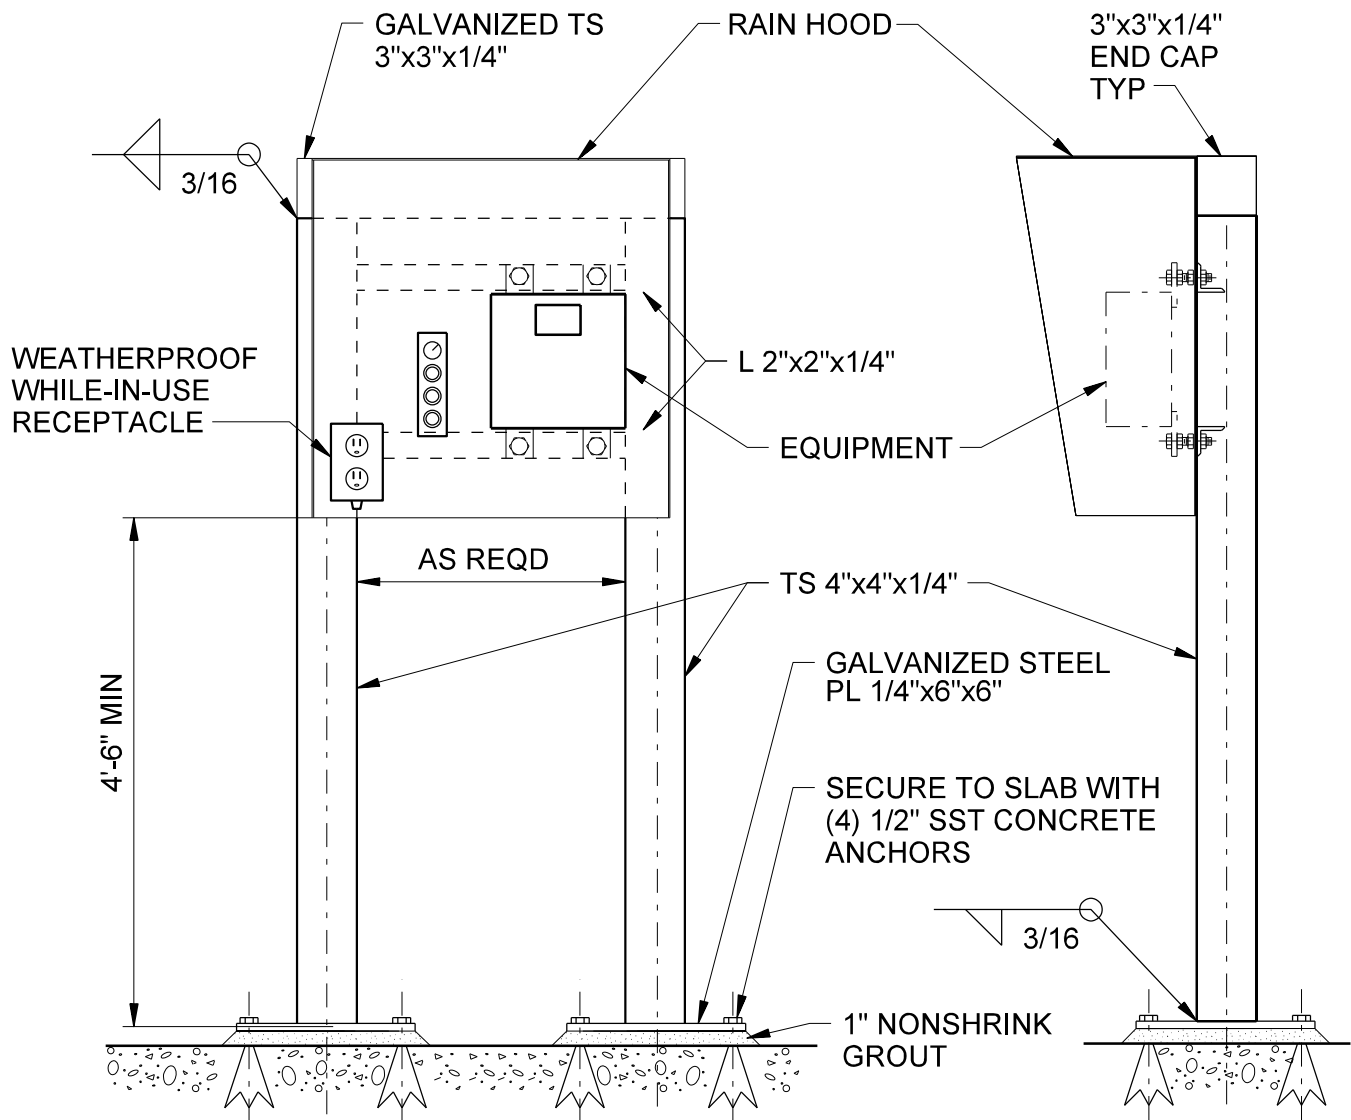 GALVANIZED TS
3"x3"x1/4"
RAIN HOOD
3"x3"x1/4"
END CAP
TYP
3/16
WEATHERPROOF
WHILE-IN-USE
RECEPTACLE
L 2"x2"x1/4"
EQUIPMENT
AS REQD
TS 4"x4"x1/4"
4'-6" MIN
GALVANIZED STEEL
PL 1/4"x6"x6"
SECURE TO SLAB WITH
(4) 1/2" SST CONCRETE
ANCHORS
3/16
1" NONSHRINK
GROUT